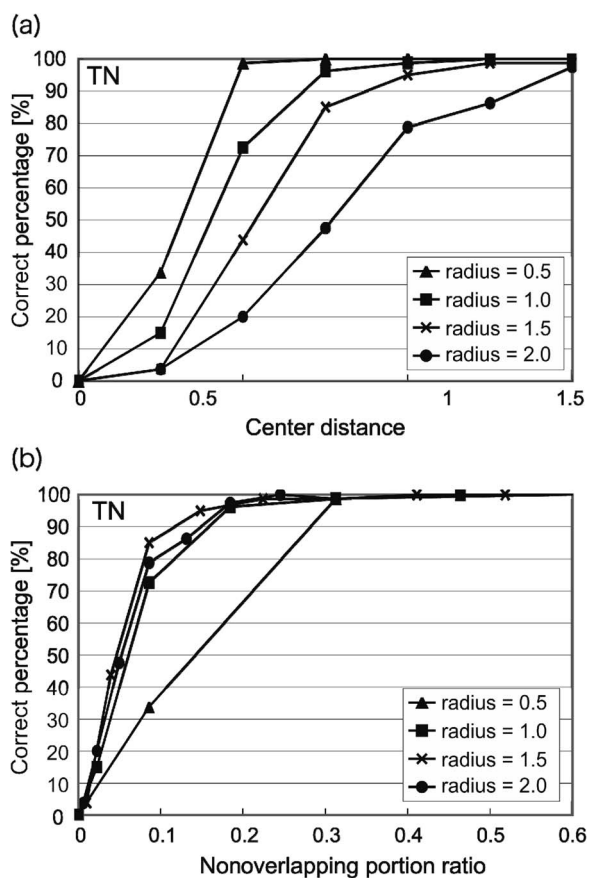 (a)
TN
Correct percentage [%]
100
90
80
70
60
50
40
30
20
10
0
0 0.5 1 1.5
Center distance
radius = 0.5
radius = 1.0
radius = 1.5
radius = 2.0
(b)
TN
Correct percentage [%]
100
90
80
70
60
50
40
30
20
10
0
0 0.1 0.2 0.3 0.4 0.5 0.6
Nonoverlapping portion ratio
radius = 0.5
radius = 1.0
radius = 1.5
radius = 2.0